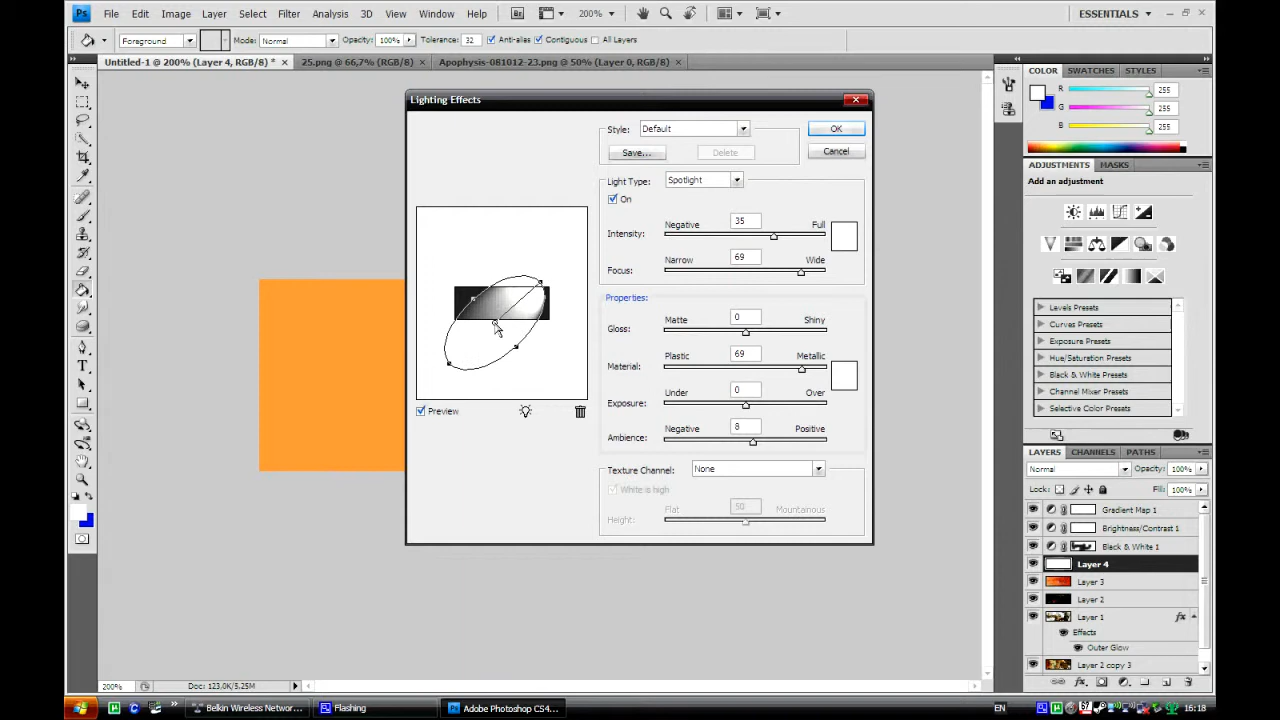 Ps File Edit Image Layer Select Filter Analysis 3D View Window Help Br 200% ESSENTIALS
Foreground Mode: Normal Opacity: 100% Tolerance: 32 Anti-alias Contiguous All Layers
Untitled-1 @ 200% (Layer 4, RGB/8) * 25.png @ 66,7% (RGB/8) Apophysis-081012-23.png @ 50% (Layer 0, RGB/8)
COLOR SWATCHES STYLES
R 255
G 255
B 255
Lighting Effects
Style: Default OK
Save... Delete Cancel
Light Type: Spotlight
On
Negative 35 Full
Intensity:
Narrow 69 Wide
Focus:
Properties:
Matte 0 Shiny
Gloss:
Plastic 69 Metallic
Material:
Under 0 Over
Exposure:
Negative 8 Positive
Ambience:
Preview
Texture Channel: None
White is high
Flat 50 Mountainous
Height:
ADJUSTMENTS MASKS
Add an adjustment
Levels Presets
Curves Presets
Exposure Presets
Hue/Saturation Presets
Black & White Presets
Channel Mixer Presets
Selective Color Presets
LAYERS CHANNELS PATHS
Normal Opacity: 100%
Lock: Fill: 100%
Gradient Map 1
Brightness/Contrast 1
Black & White 1
Layer 4
Layer 3
Layer 2
Layer 1 fx
Effects
Outer Glow
Layer 2 copy 3
200% Doc: 123,0K/5,25M
Belkin Wireless Networ... Flashing Adobe Photoshop CS4... EN 16:18